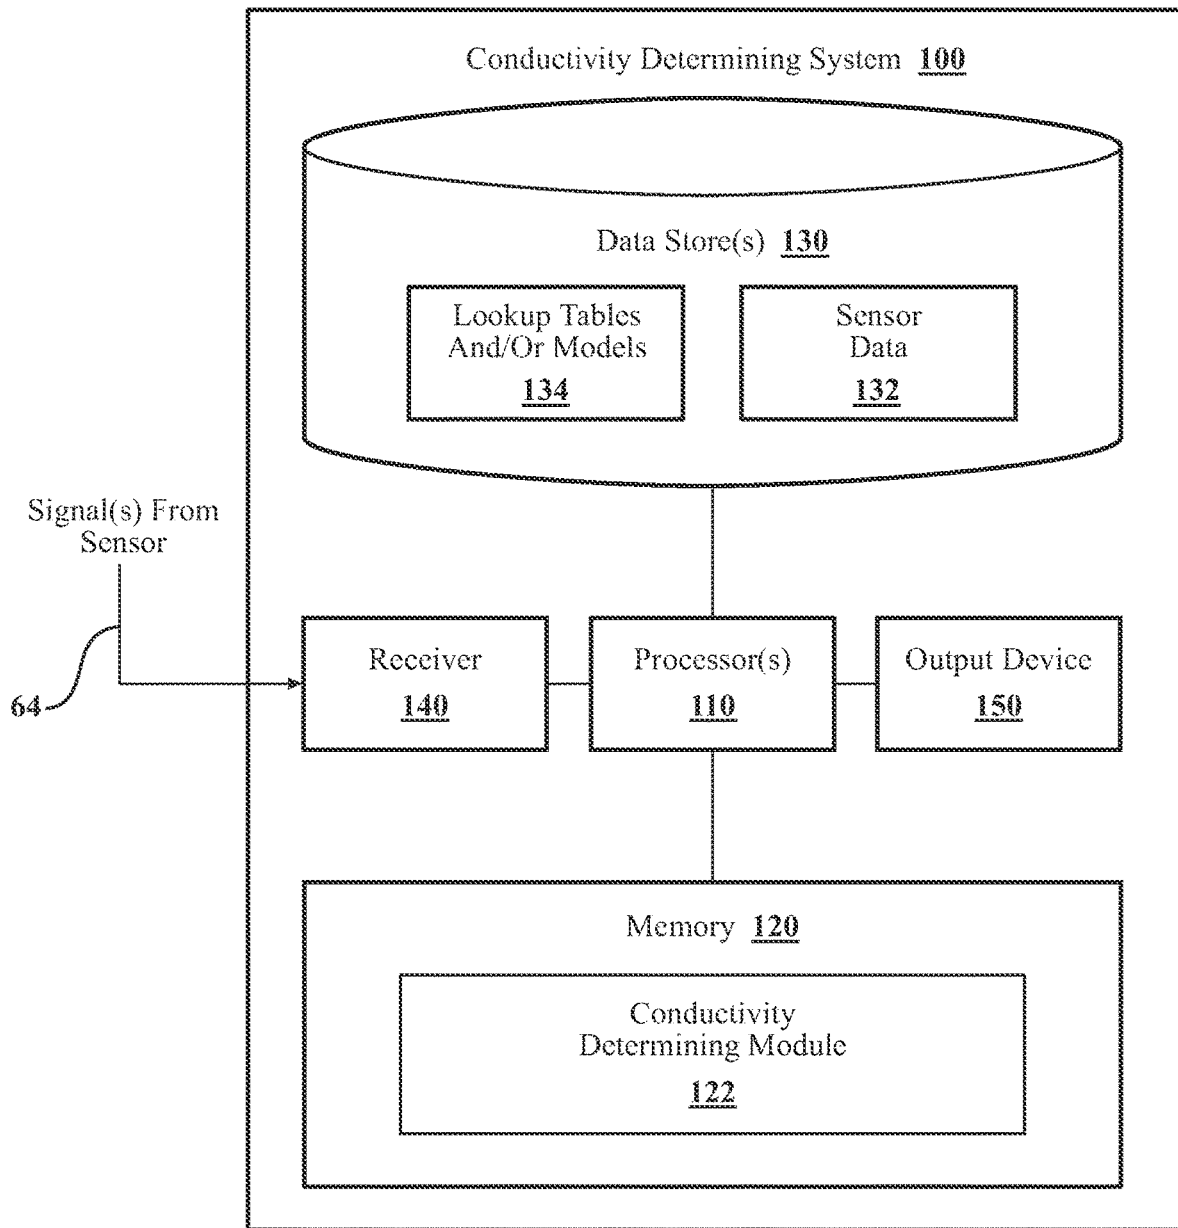 Conductivity Determining System 100
Data Store(s) 130
Lookup Tables
And/Or Models
134
Sensor
Data
132
Signal(s) From
Sensor
64
Receiver
140
Processor(s)
110
Output Device
150
Memory 120
Conductivity
Determining Module
122